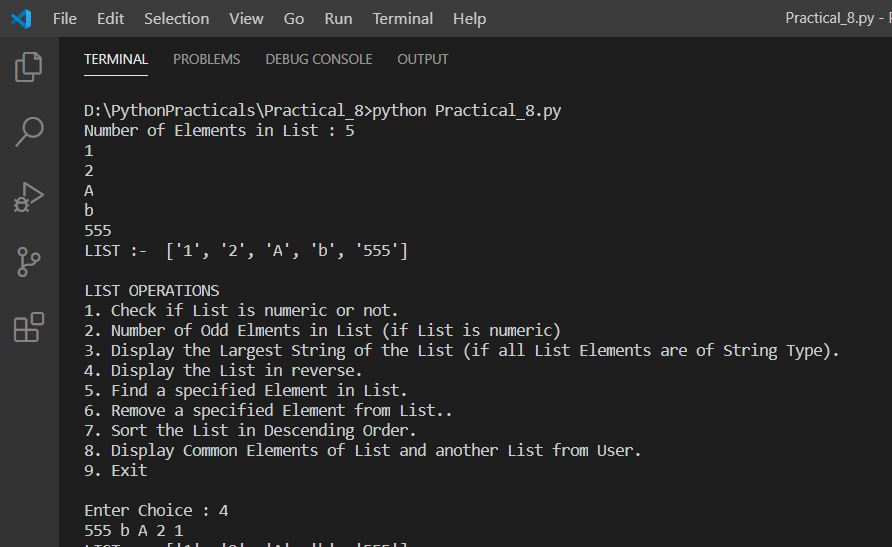 File Edit Selection View Go Run Terminal Help Practical_8.py -
TERMINAL PROBLEMS DEBUG CONSOLE OUTPUT
D:\PythonPracticals\Practical_8>python Practical_8.py
Number of Elements in List : 5
1
2
A
b
555
LIST :-  ['1', '2', 'A', 'b', '555']
LIST OPERATIONS
1. Check if List is numeric or not.
2. Number of Odd Elments in List (if List is numeric)
3. Display the Largest String of the List (if all List Elements are of String Type).
4. Display the List in reverse.
5. Find a specified Element in List.
6. Remove a specified Element from List..
7. Sort the List in Descending Order.
8. Display Common Elements of List and another List from User.
9. Exit
Enter Choice : 4
555 b A 2 1
LIST :-  ['1', '2', 'A', 'b', '555']